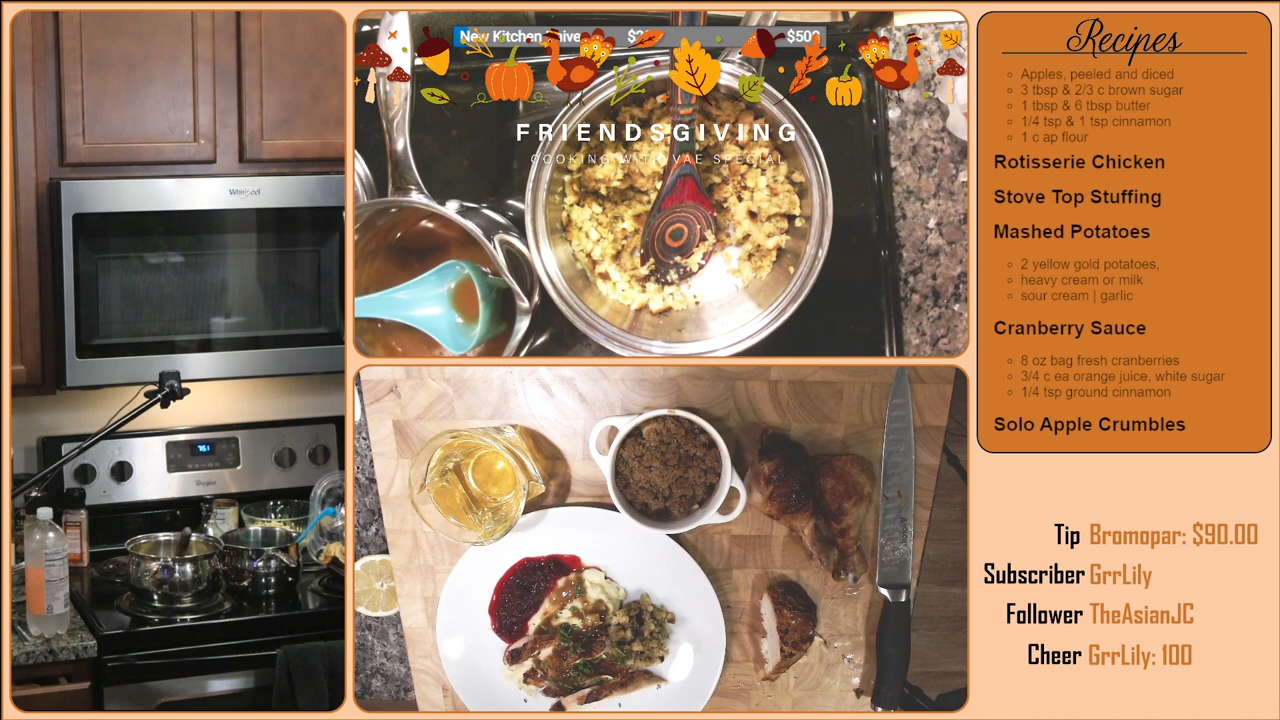 Whirlpool
761
Whirlpool
New Kitchen Knive
$500
FRIENDSGIVING
COOKING WITH VAE SPECIAL
Recipes
Apples, peeled and diced
3 tbsp & 2/3 c brown sugar
1 tbsp & 6 tbsp butter
1/4 tsp & 1 tsp cinnamon
1 c ap flour
Rotisserie Chicken
Stove Top Stuffing
Mashed Potatoes
2 yellow gold potatoes,
heavy cream or milk
sour cream | garlic
Cranberry Sauce
8 oz bag fresh cranberries
3/4 c ea orange juice, white sugar
1/4 tsp ground cinnamon
Solo Apple Crumbles
Tip Bromopar: $90.00
Subscriber GrrLily
Follower TheAsianJC
Cheer GrrLily: 100